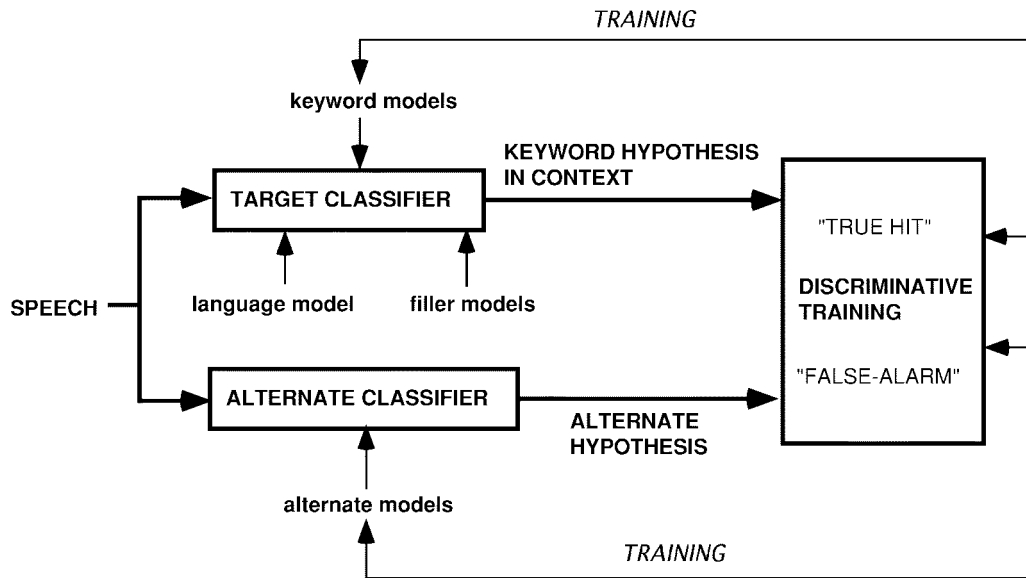 TRAINING
keyword models
KEYWORD HYPOTHESIS
IN CONTEXT
TARGET CLASSIFIER
"TRUE HIT"
language model
filler models
SPEECH
DISCRIMINATIVE
TRAINING
"FALSE-ALARM"
ALTERNATE CLASSIFIER
ALTERNATE
HYPOTHESIS
alternate models
TRAINING